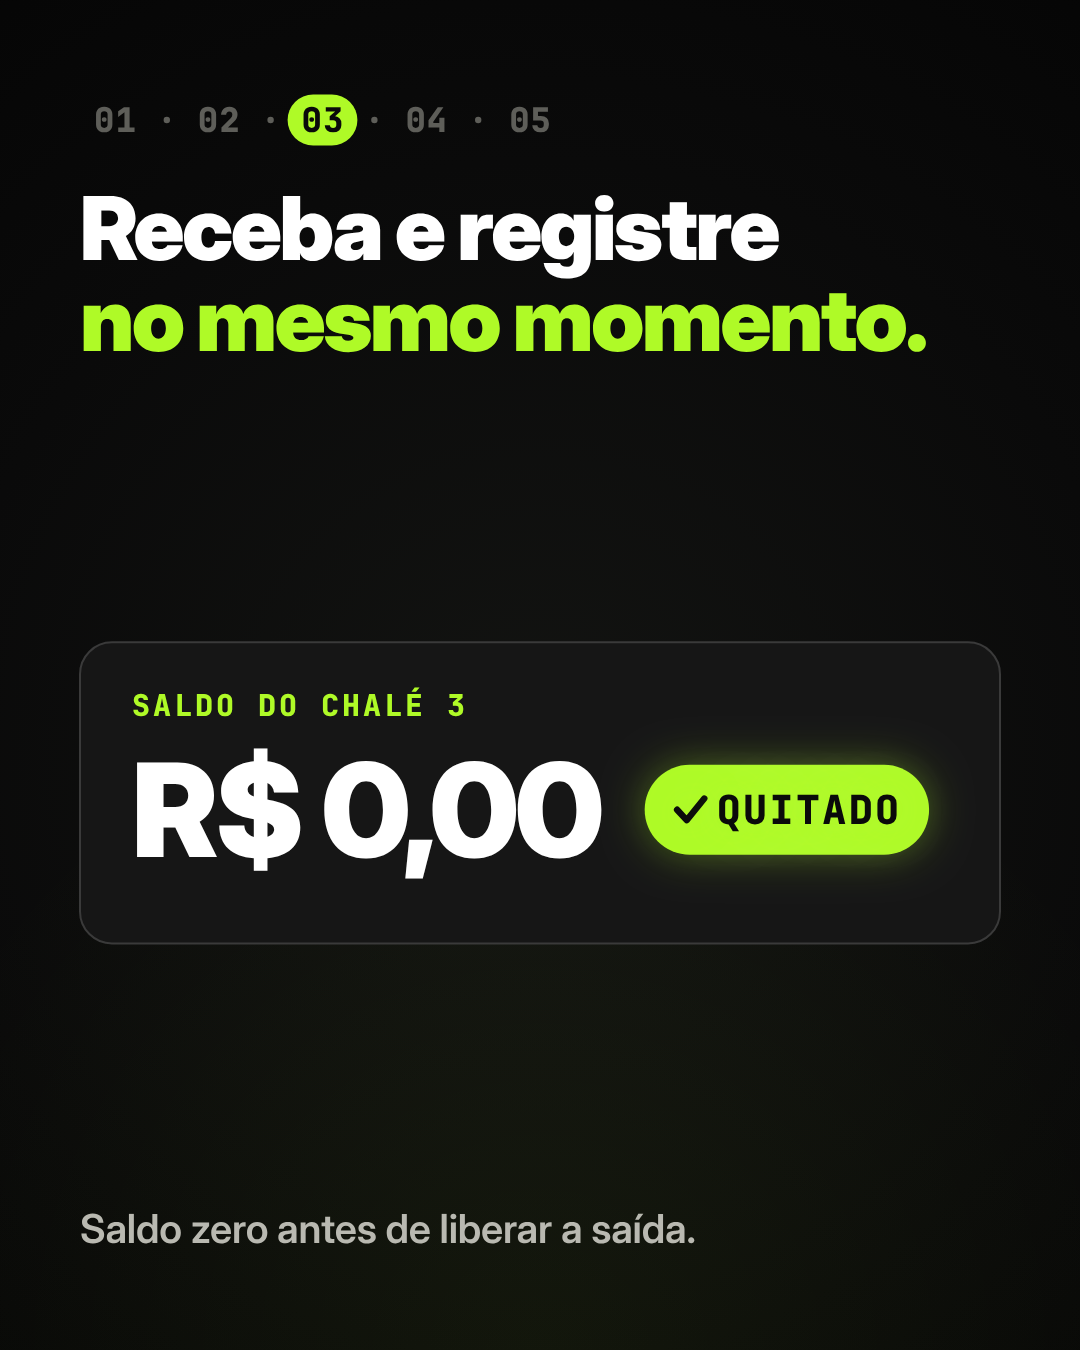 01 · 02 · 03 · 04 · 05
Receba e registre
no mesmo momento.
SALDO DO CHALÉ 3
R$ 0,00
✓ QUITADO
Saldo zero antes de liberar a saída.